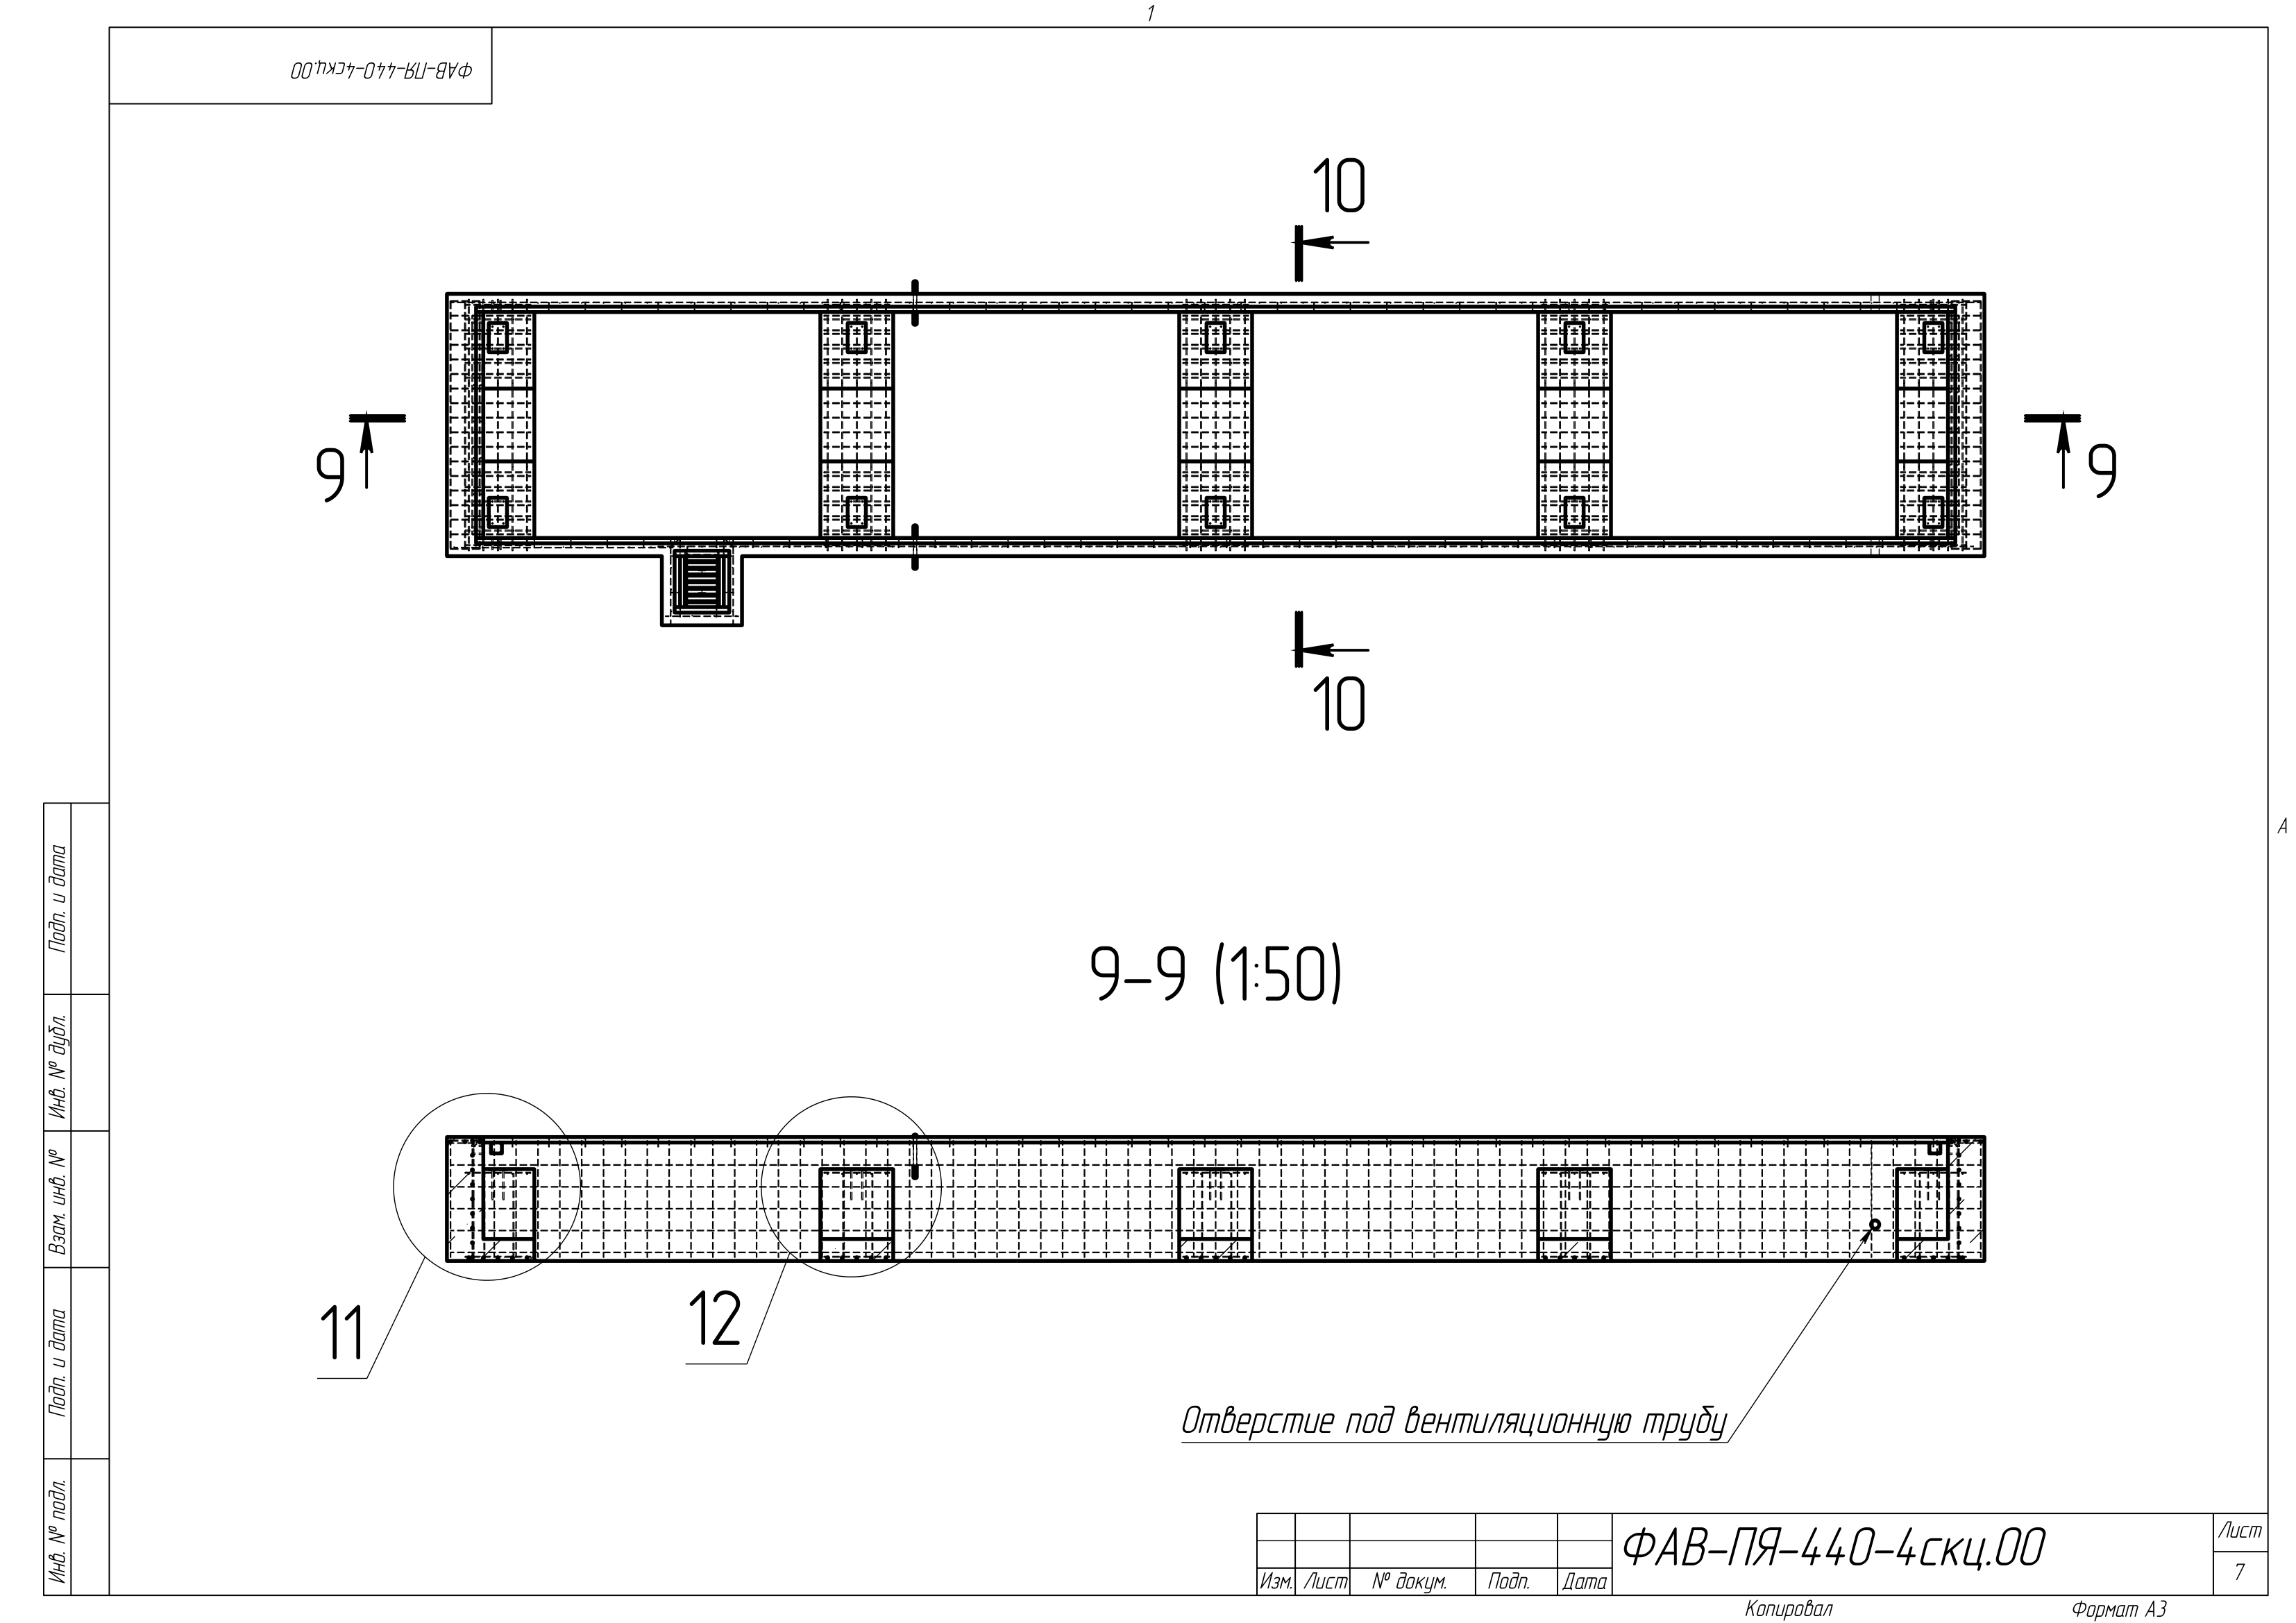 1
ФАВ-ПЯ-440-4скц.00
10
9
9
10
А
9-9 (1:50)
11
12
Отверстие под вентиляционную трубу
Подп. и дата
Инв. № дубл.
Взам. инв. №
Подп. и дата
Инв. № подл.
Изм. Лист № докум. Подп. Дата
ФАВ-ПЯ-440-4скц.00
Лист
7
Копировал
Формат А3